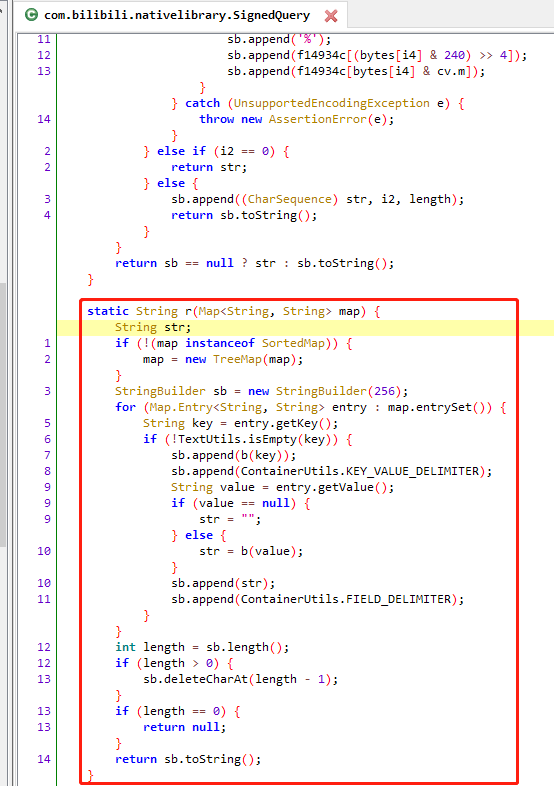 com.bilibili.nativelibrary.SignedQuery
11 sb.append('%');
12 sb.append(f14934c[(bytes[i4] & 240) >> 4]);
13 sb.append(f14934c[bytes[i4] & cv.m]);
}
} catch (UnsupportedEncodingException e) {
14 throw new AssertionError(e);
}
2 } else if (i2 == 0) {
2 return str;
} else {
3 sb.append((CharSequence) str, i2, length);
4 return sb.toString();
}
}
return sb == null ? str : sb.toString();
}
static String r(Map<String, String> map) {
String str;
1 if (!(map instanceof SortedMap)) {
2 map = new TreeMap(map);
}
3 StringBuilder sb = new StringBuilder(256);
for (Map.Entry<String, String> entry : map.entrySet()) {
5 String key = entry.getKey();
6 if (!TextUtils.isEmpty(key)) {
7 sb.append(b(key));
8 sb.append(ContainerUtils.KEY_VALUE_DELIMITER);
9 String value = entry.getValue();
9 if (value == null) {
9 str = "";
} else {
10 str = b(value);
}
10 sb.append(str);
11 sb.append(ContainerUtils.FIELD_DELIMITER);
}
}
12 int length = sb.length();
12 if (length > 0) {
13 sb.deleteCharAt(length - 1);
}
13 if (length == 0) {
13 return null;
}
14 return sb.toString();
}